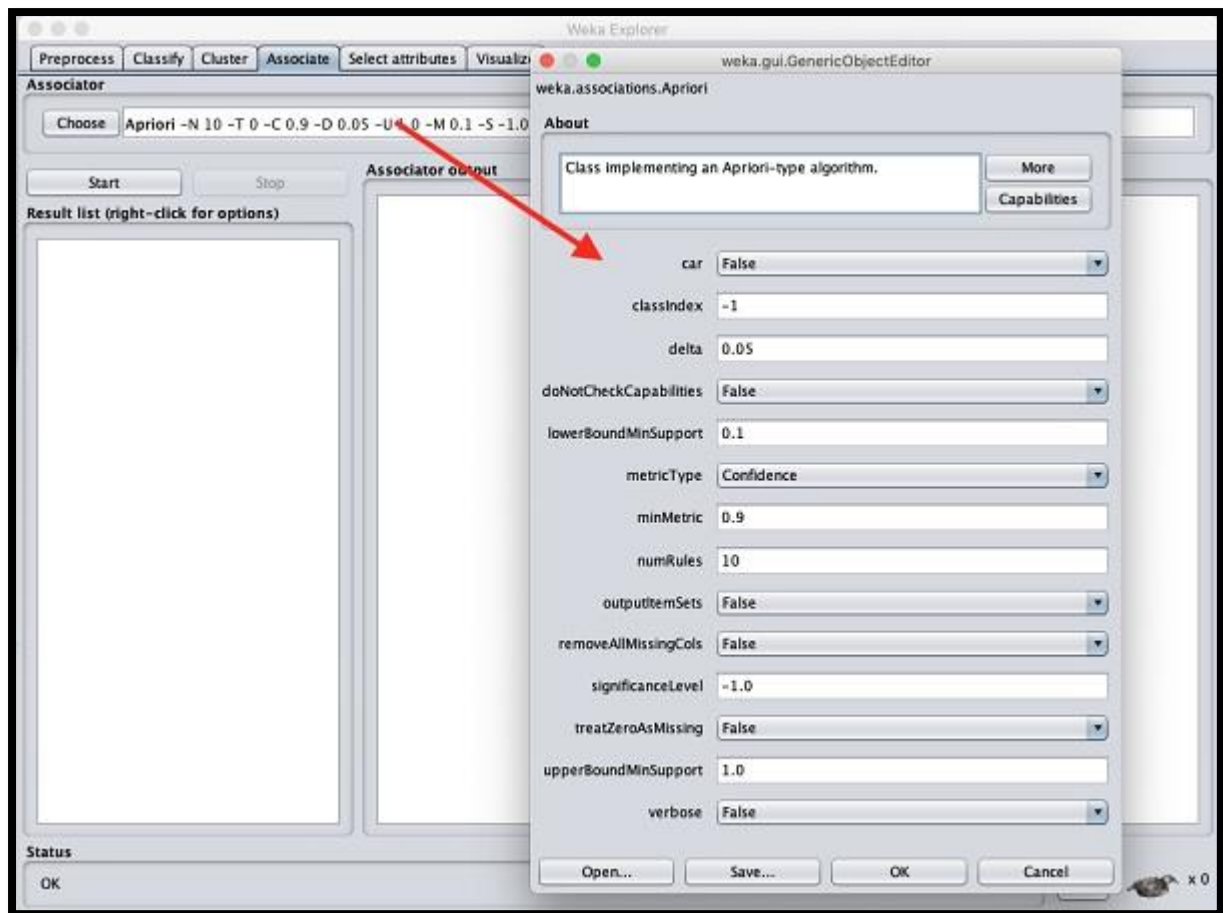 Weka Explorer
Preprocess Classify Cluster Associate Select attributes
Associator
Choose Apriori -N 10 -T 0 -C 0.9 -D 0.05 -U 1.0 -M 0.1 -S -1.0
Start Stop
Associator output
Result list (right-click for options)
weka.gui.GenericObjectEditor
weka.associations.Apriori
About
Class implementing an Apriori-type algorithm.
More
Capabilities
car False
classIndex -1
delta 0.05
doNotCheckCapabilities False
lowerBoundMinSupport 0.1
metricType Confidence
minMetric 0.9
numRules 10
outputItemSets False
removeAllMissingCols False
significanceLevel -1.0
treatZeroAsMissing False
upperBoundMinSupport 1.0
verbose False
Open... Save... OK Cancel
Status
OK
x 0